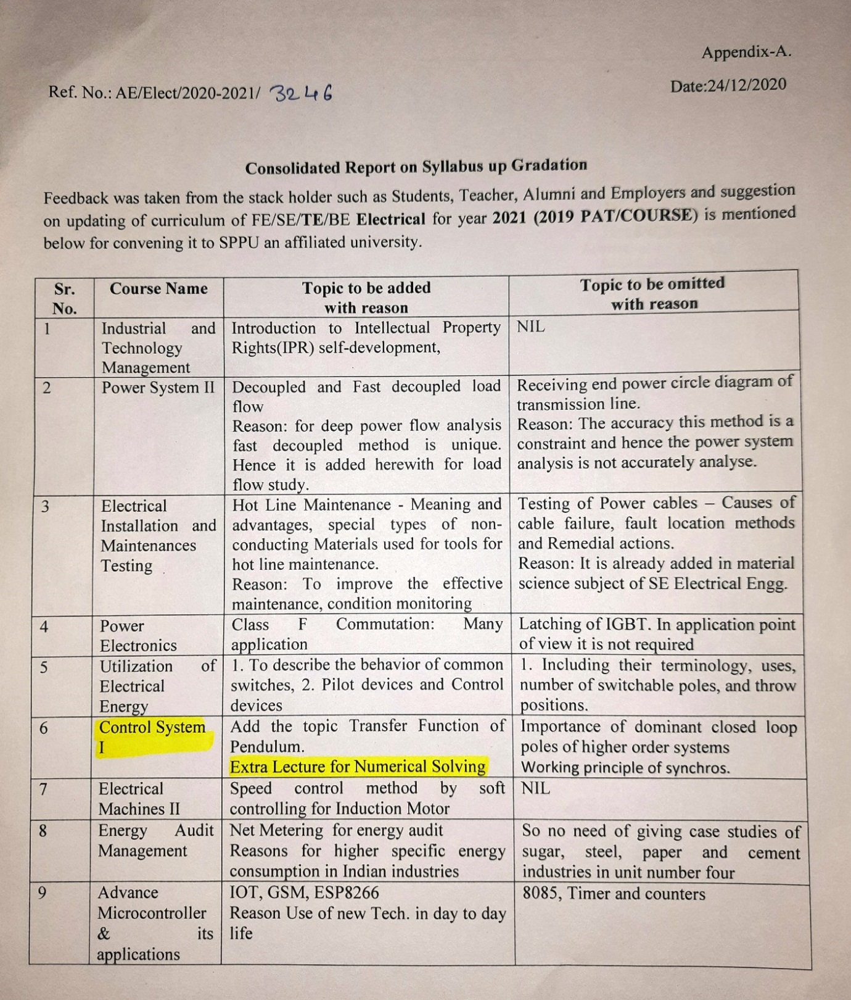 Appendix-A.
Ref. No.: AE/Elect/2020-2021/ 3246
Date:24/12/2020
Consolidated Report on Syllabus up Gradation
Feedback was taken from the stack holder such as Students, Teacher, Alumni and Employers and suggestion
on updating of curriculum of FE/SE/TE/BE Electrical for year 2021 (2019 PAT/COURSE) is mentioned
below for convening it to SPPU an affiliated university.
Sr.
No.
Course Name
Topic to be added
with reason
Topic to be omitted
with reason
1
Industrial and
Technology
Management
Introduction to Intellectual Property
Rights(IPR) self-development,
NIL
2
Power System II
Decoupled and Fast decoupled load
flow
Reason: for deep power flow analysis
fast decoupled method is unique.
Hence it is added herewith for load
flow study.
Receiving end power circle diagram of
transmission line.
Reason: The accuracy this method is a
constraint and hence the power system
analysis is not accurately analyse.
3
Electrical
Installation and
Maintenances
Testing
Hot Line Maintenance - Meaning and
advantages, special types of non-
conducting Materials used for tools for
hot line maintenance.
Reason: To improve the effective
maintenance, condition monitoring
Testing of Power cables – Causes of
cable failure, fault location methods
and Remedial actions.
Reason: It is already added in material
science subject of SE Electrical Engg.
4
Power
Electronics
Class F Commutation: Many
application
Latching of IGBT. In application point
of view it is not required
5
Utilization of
Electrical
Energy
1. To describe the behavior of common
switches, 2. Pilot devices and Control
devices
1. Including their terminology, uses,
number of switchable poles, and throw
positions.
6
Control System
I
Add the topic Transfer Function of
Pendulum.
Extra Lecture for Numerical Solving
Importance of dominant closed loop
poles of higher order systems
Working principle of synchros.
7
Electrical
Machines II
Speed control method by soft
controlling for Induction Motor
NIL
8
Energy Audit
Management
Net Metering for energy audit
Reasons for higher specific energy
consumption in Indian industries
So no need of giving case studies of
sugar, steel, paper and cement
industries in unit number four
9
Advance
Microcontroller
& its
applications
IOT, GSM, ESP8266
Reason Use of new Tech. in day to day
life
8085, Timer and counters